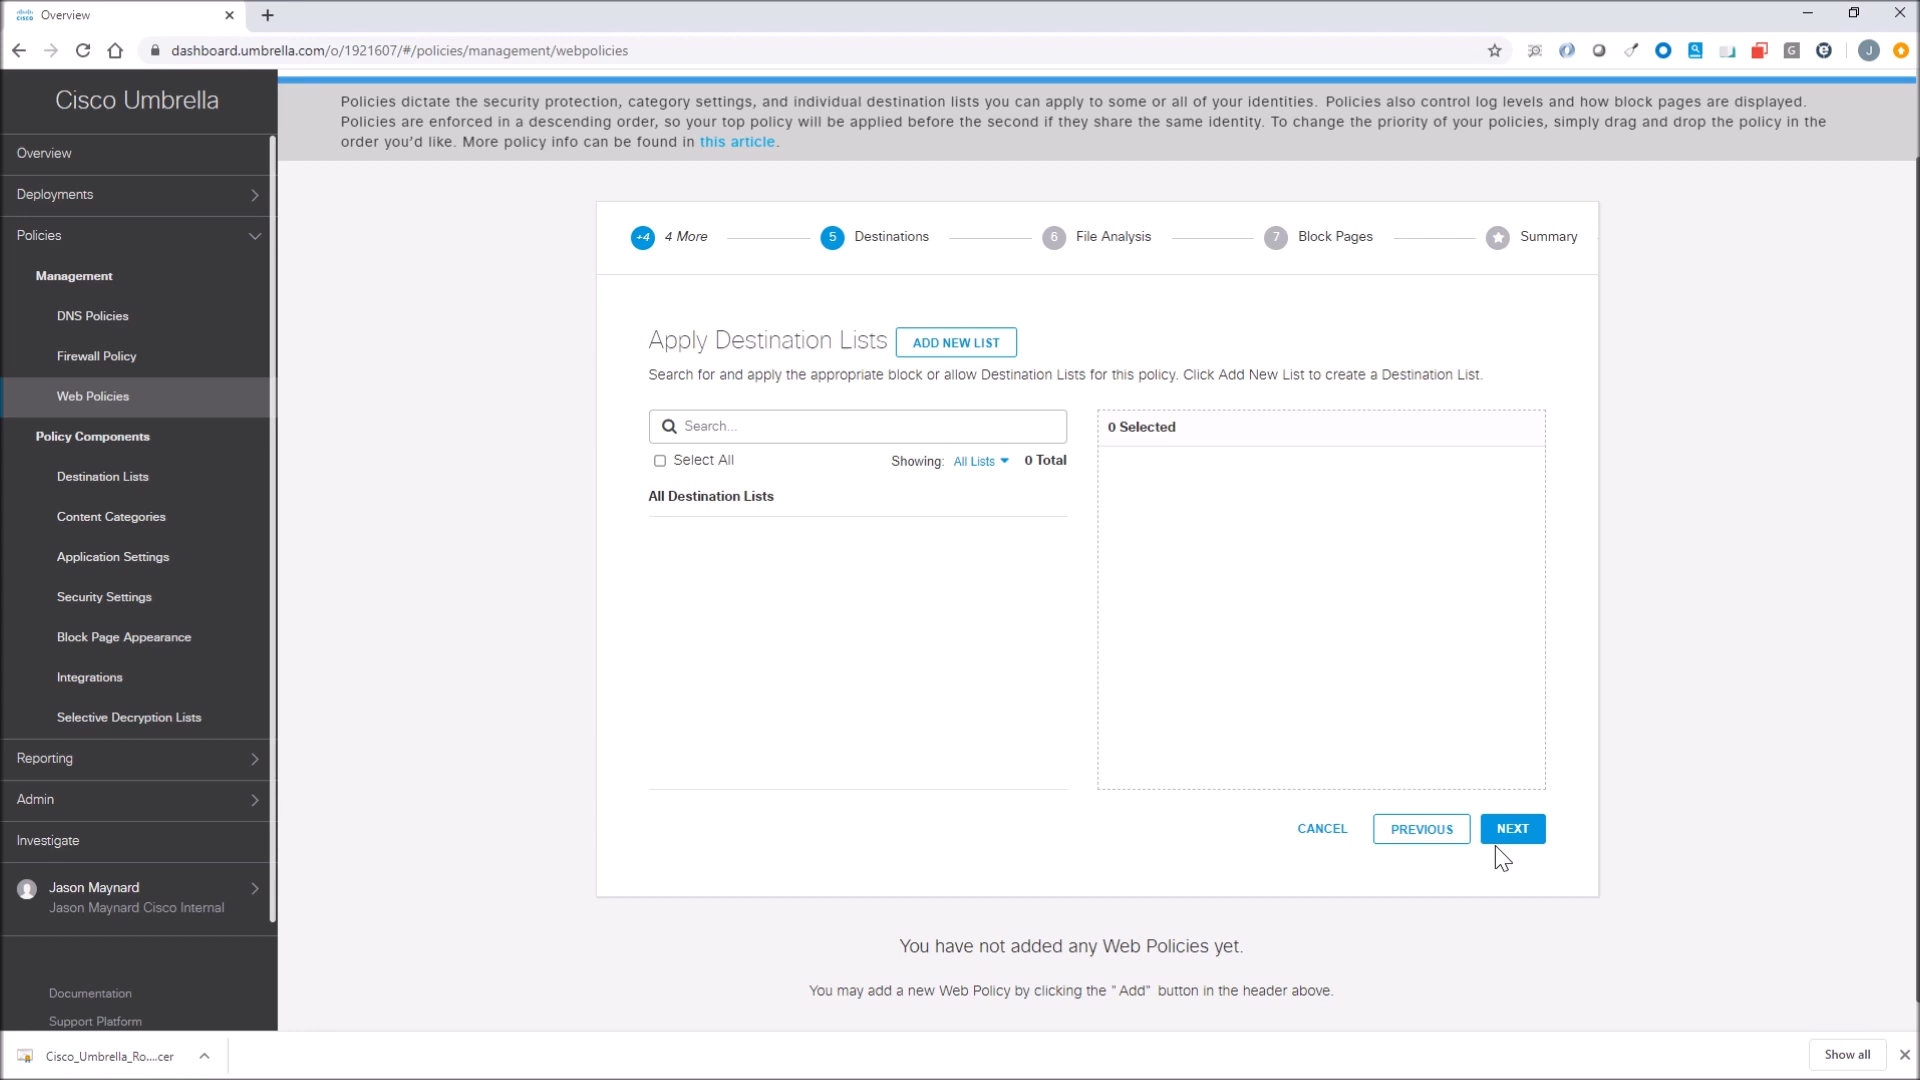 Overview
dashboard.umbrella.com/o/1921607/#/policies/management/webpolicies
J
Cisco Umbrella
Overview
Deployments
Policies
Management
DNS Policies
Firewall Policy
Web Policies
Policy Components
Destination Lists
Content Categories
Application Settings
Security Settings
Block Page Appearance
Integrations
Selective Decryption Lists
Reporting
Admin
Investigate
Jason Maynard
Jason Maynard Cisco Internal
Documentation
Support Platform
Policies dictate the security protection, category settings, and individual destination lists you can apply to some or all of your identities. Policies also control log levels and how block pages are displayed.
Policies are enforced in a descending order, so your top policy will be applied before the second if they share the same identity. To change the priority of your policies, simply drag and drop the policy in the
order you'd like. More policy info can be found in this article.
+4 4 More
5 Destinations
6 File Analysis
7 Block Pages
Summary
Apply Destination Lists ADD NEW LIST
Search for and apply the appropriate block or allow Destination Lists for this policy. Click Add New List to create a Destination List.
Search...
Select All Showing: All Lists 0 Total
All Destination Lists
0 Selected
CANCEL PREVIOUS NEXT
You have not added any Web Policies yet.
You may add a new Web Policy by clicking the "Add" button in the header above.
Cisco_Umbrella_Ro....cer
Show all